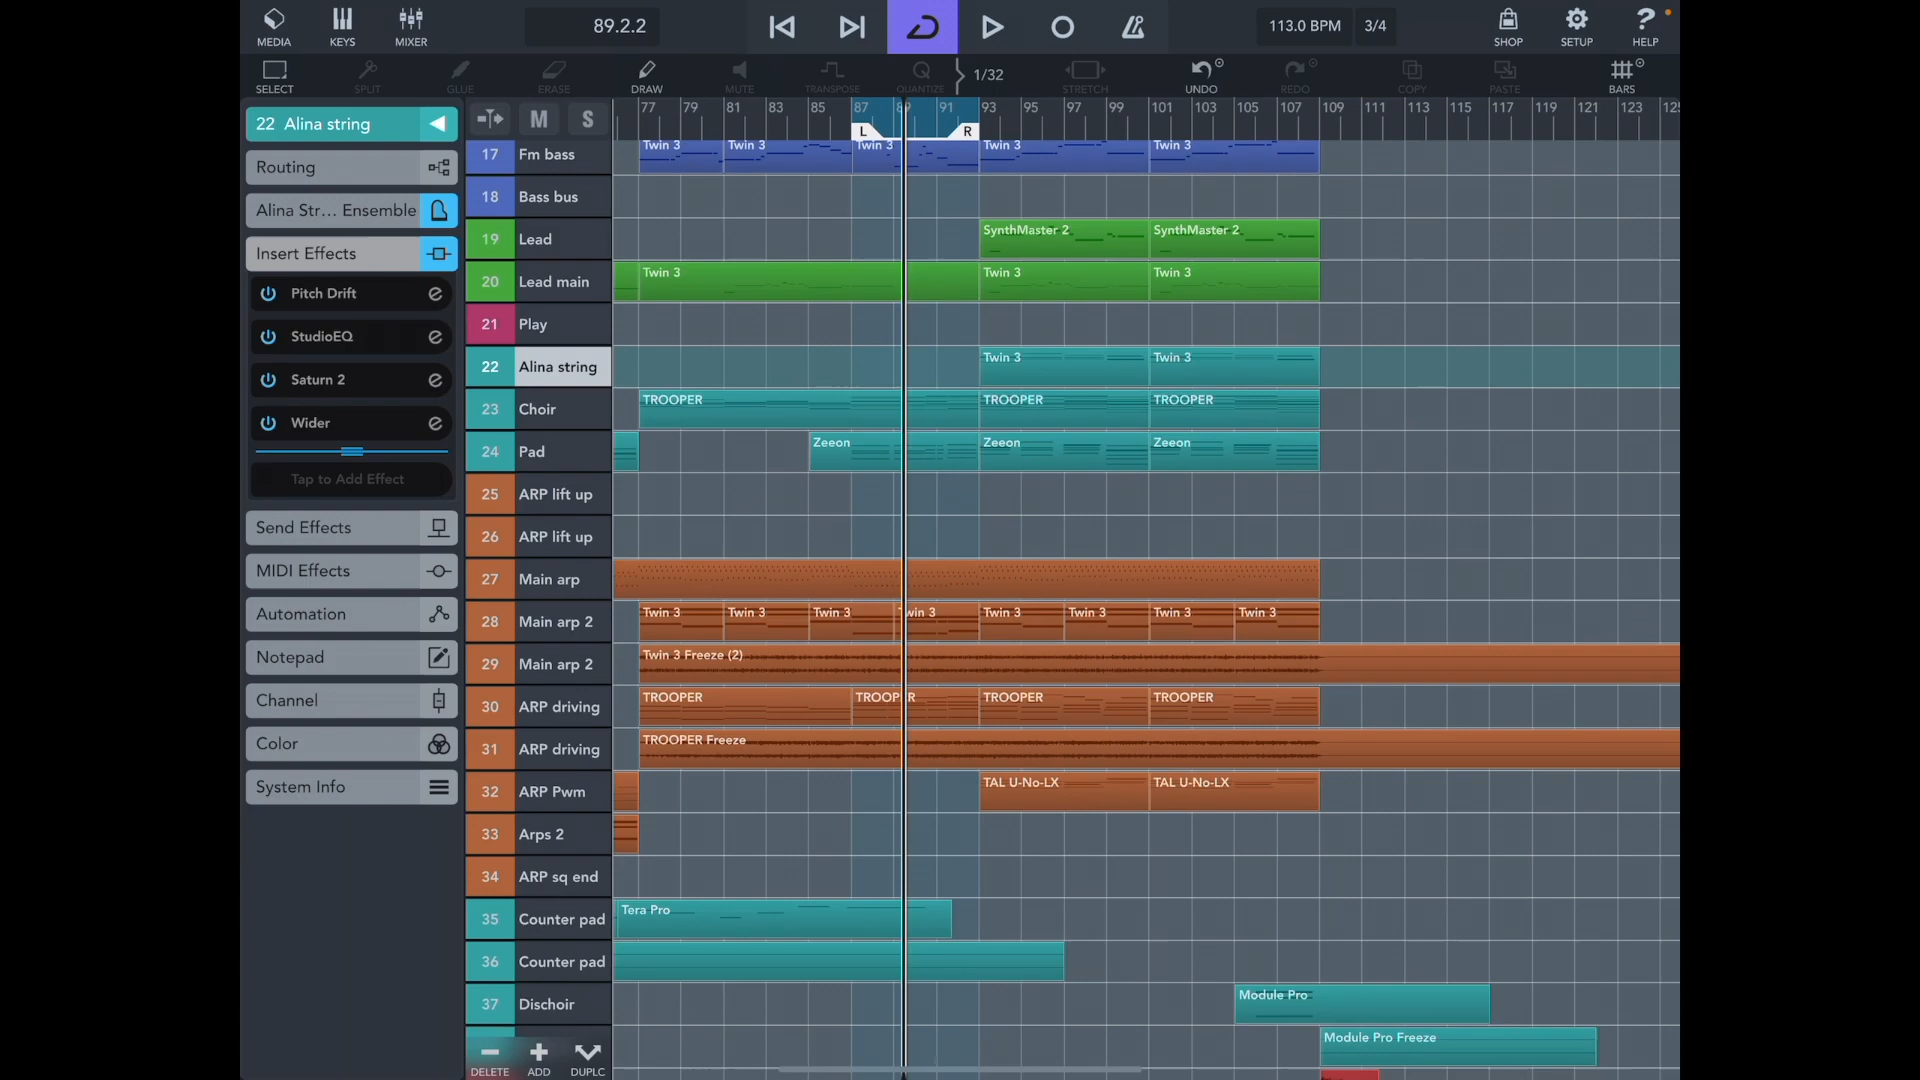 MEDIA KEYS MIXER 89.2.2 113.0 BPM 3/4 SHOP SETUP HELP
SELECT SPLIT GLUE ERASE DRAW MUTE TRANSPOSE QUANTIZE 1/32 STRETCH UNDO REDO COPY PASTE BARS
22 Alina string M S 77 79 81 83 85 87 89 91 93 95 97 99 101 103 105 107 109 111 113 115 117 119 121 123 125
L R
Routing
Alina Str... Ensemble
Insert Effects
Pitch Drift
StudioEQ
Saturn 2
Wider
Tap to Add Effect
Send Effects
MIDI Effects
Automation
Notepad
Channel
Color
System Info
17 Fm bass Twin 3 Twin 3 Twin 3 Twin 3 Twin 3
18 Bass bus
19 Lead SynthMaster 2 SynthMaster 2
20 Lead main Twin 3 Twin 3 Twin 3
21 Play
22 Alina string Twin 3 Twin 3
23 Choir TROOPER TROOPER TROOPER
24 Pad Zeeon Zeeon Zeeon
25 ARP lift up
26 ARP lift up
27 Main arp
28 Main arp 2 Twin 3 Twin 3 Twin 3 Twin 3 Twin 3 Twin 3 Twin 3 Twin 3
29 Main arp 2 Twin 3 Freeze (2)
30 ARP driving TROOPER TROOPER TROOPER TROOPER
31 ARP driving TROOPER Freeze
32 ARP Pwm TAL U-No-LX TAL U-No-LX
33 Arps 2
34 ARP sq end
35 Counter pad Tera Pro
36 Counter pad
37 Dischoir Module Pro
Module Pro Freeze
DELETE ADD DUPLC